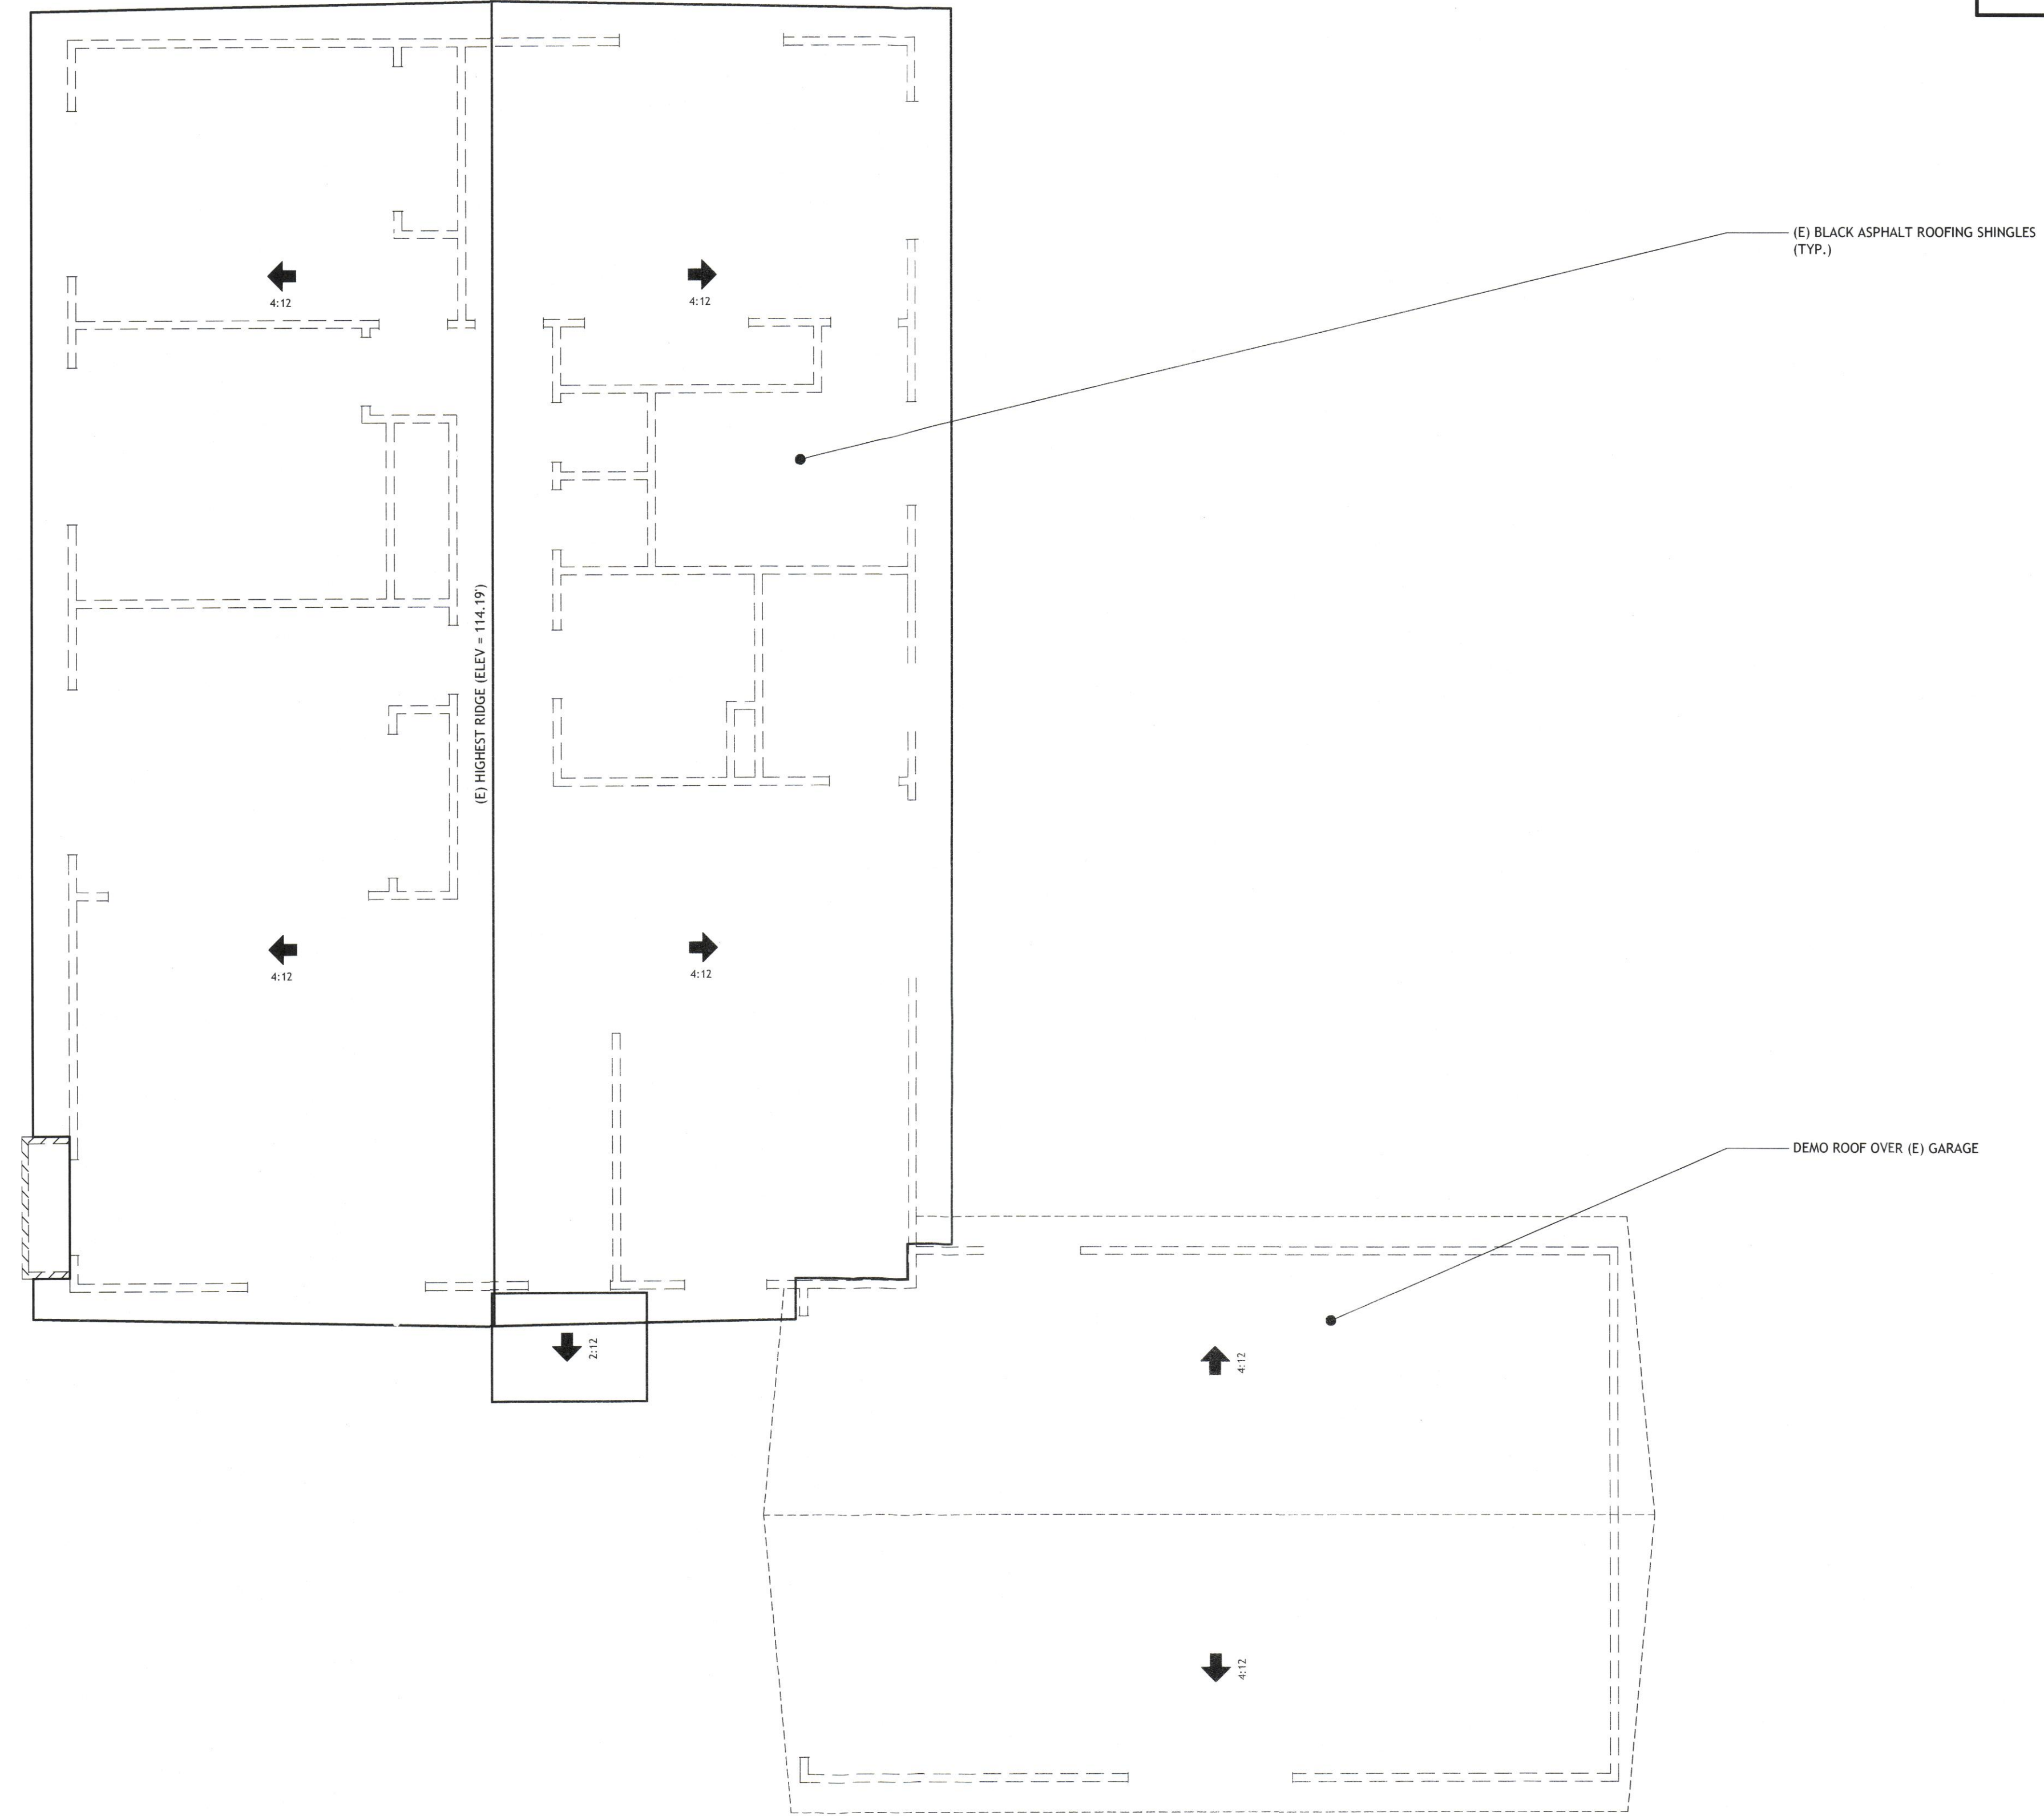 (E) BLACK ASPHALT ROOFING SHINGLES
(TYP.)
4:12
4:12
(E) HIGHEST RIDGE (ELEV = 114.19')
4:12
4:12
DEMO ROOF OVER (E) GARAGE
2:12
4:12
4:12